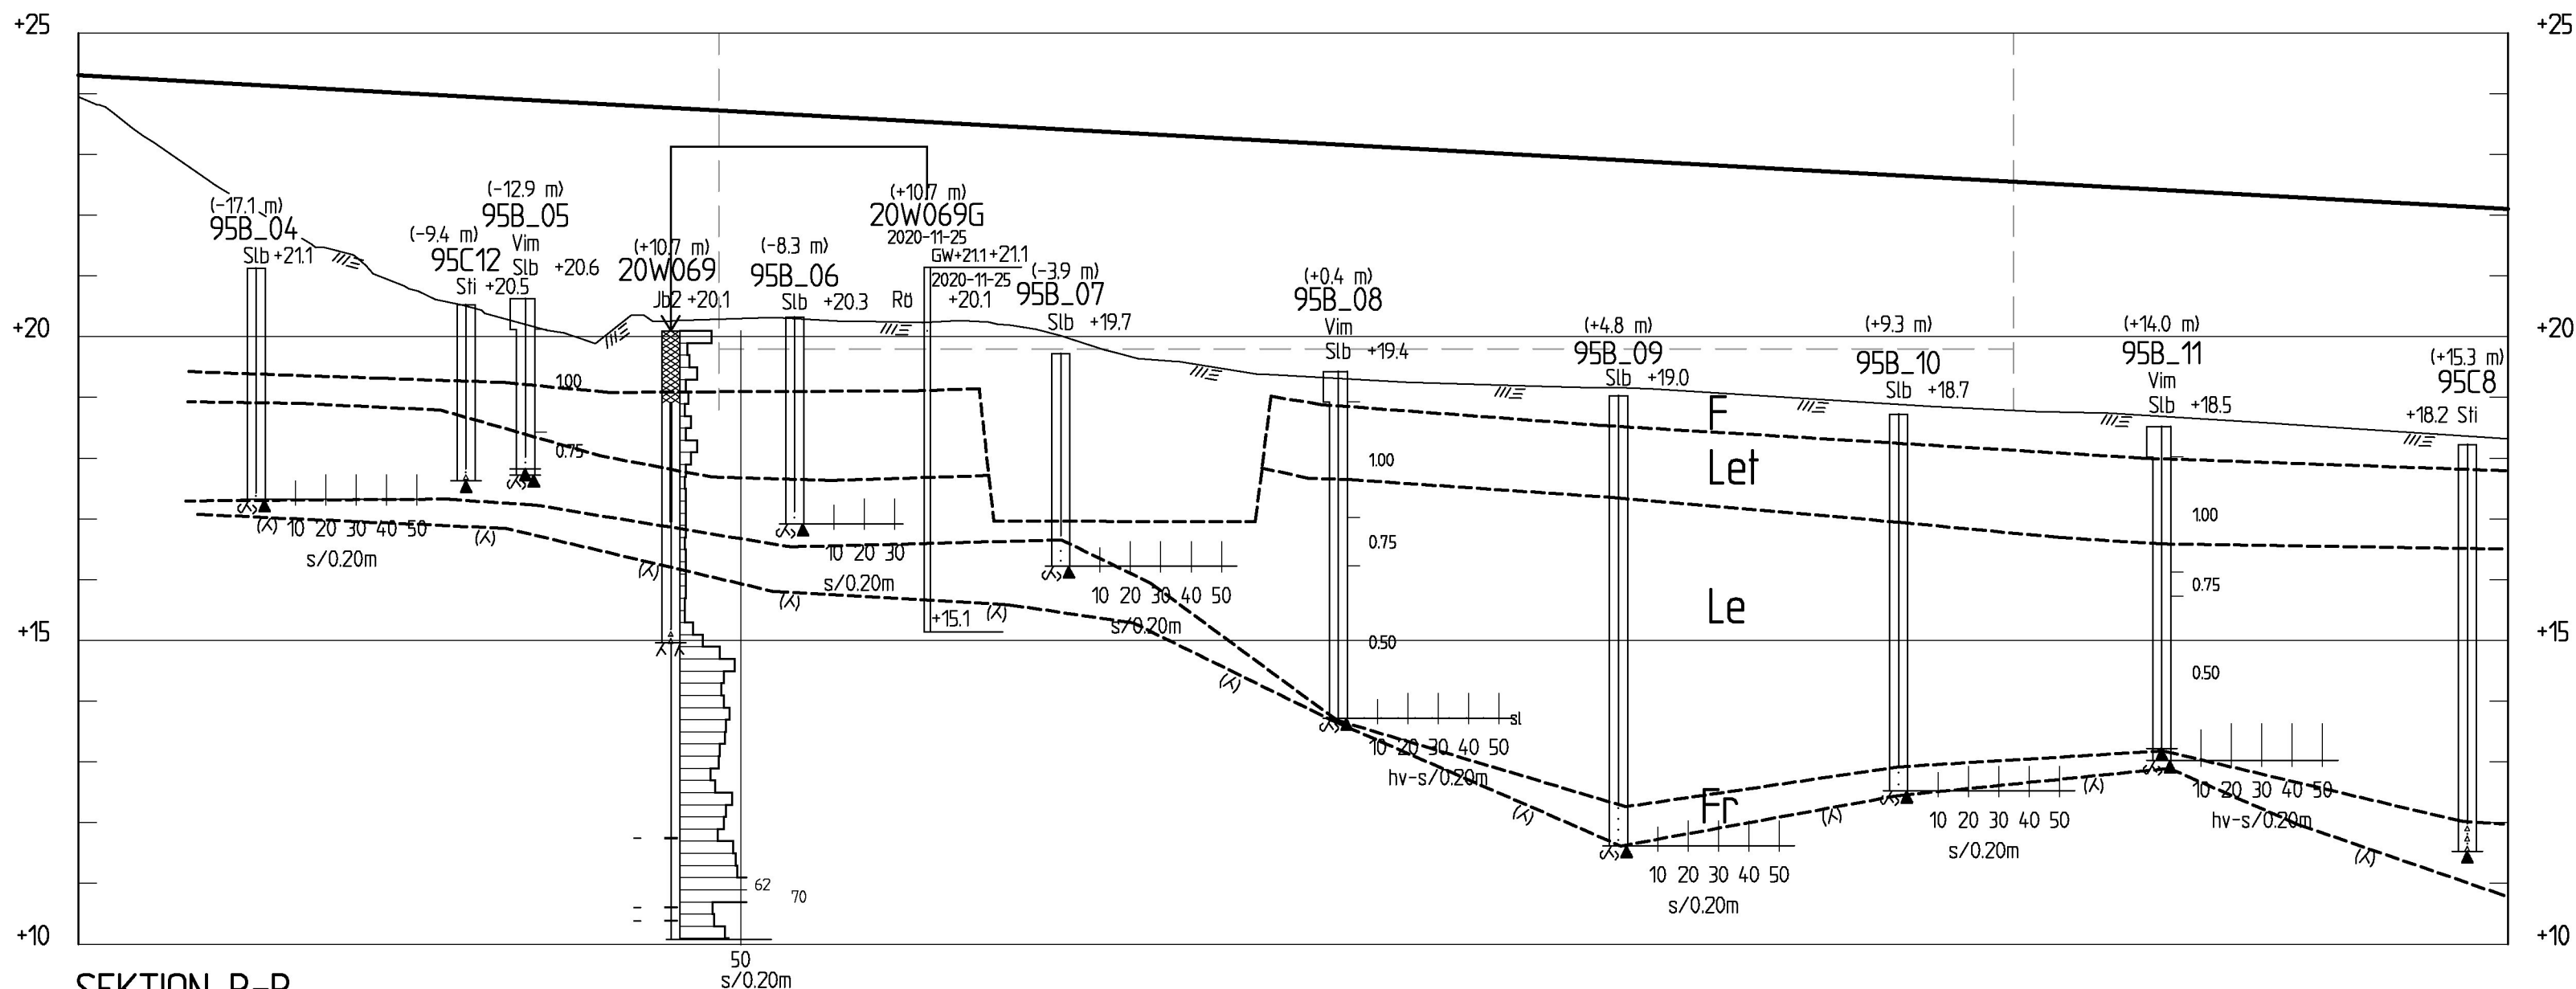 +25
+25
(-17.1 m)
95B_04
Slb +21.1
(-9.4 m)
95C12
Sti +20.5
(-12.9 m)
95B_05
Vim
Slb +20.6
(+10.7 m)
20W069
Jb2 +20.1
(-8.3 m)
95B_06
Slb +20.3
(+10.7 m)
20W069G
2020-11-25
GW+21.1+21.1
2020-11-25
Rö +20.1
(-3.9 m)
95B_07
Slb +19.7
(+0.4 m)
95B_08
Vim
Slb +19.4
(+4.8 m)
95B_09
Slb +19.0
(+9.3 m)
95B_10
Slb +18.7
(+14.0 m)
95B_11
Vim
Slb +18.5
(+15.3 m)
95C8
+18.2 Sti
+20
+20
1.00
0.75
F
Let
Le
Fr
1.00
0.75
0.50
1.00
0.75
0.50
10 20 30 40 50
s/0.20m
10 20 30
s/0.20m
10 20 30 40 50
s/0.20m
+15.1
+15
+15
sl
10 20 30 40 50
hv-s/0.20m
10 20 30 40 50
s/0.20m
10 20 30 40 50
s/0.20m
10 20 30 40 50
hv-s/0.20m
62
70
+10
+10
50
s/0.20m
SEKTION B-B